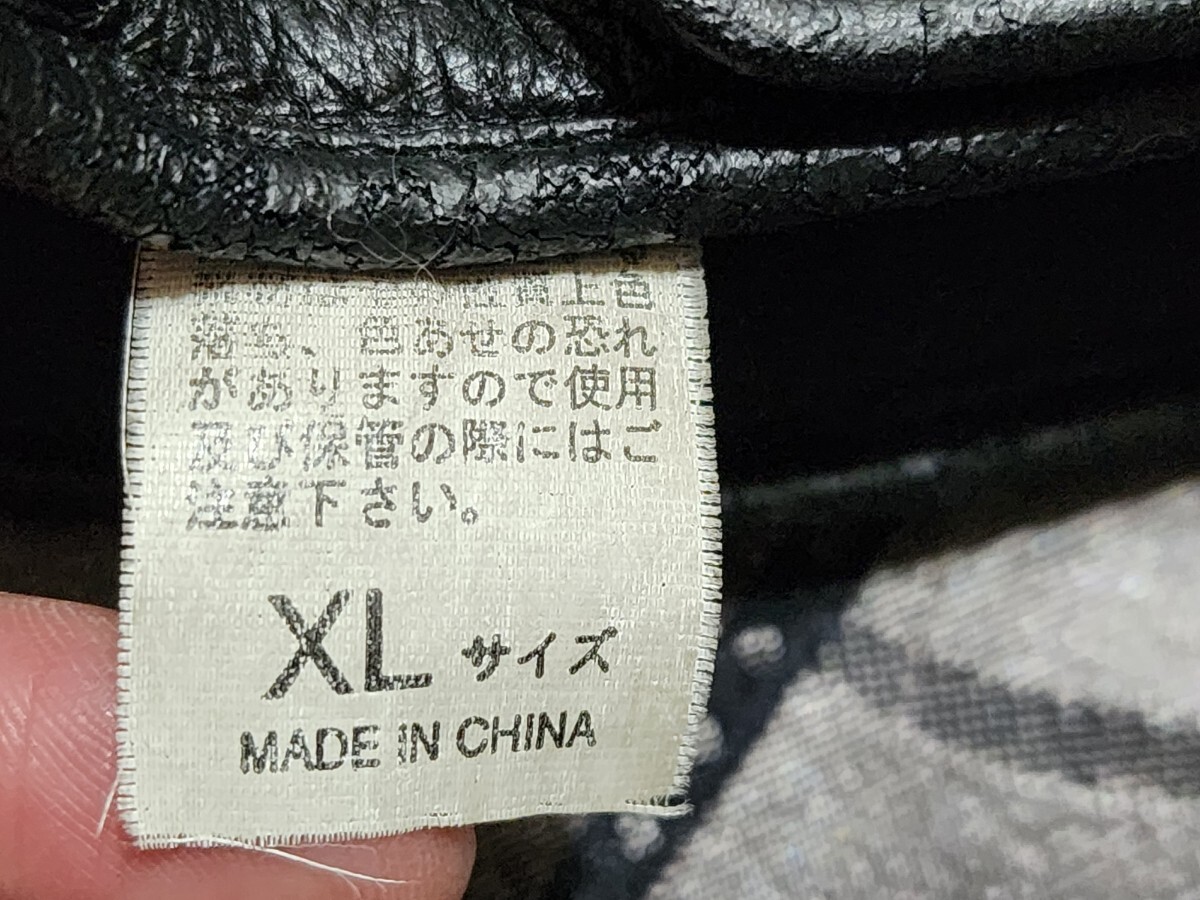 性質上色
落ち、色あせの恐れ
がありますので使用
及び保管の際にはご
注意下さい。
XL サイズ
MADE IN CHINA